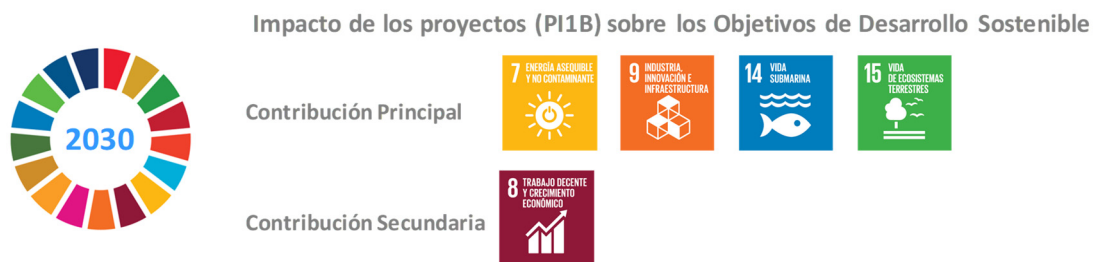 Impacto de los proyectos (PI1B) sobre los Objetivos de Desarrollo Sostenible
2030
Contribución Principal
7 ENERGÍA ASEQUIBLE
Y NO CONTAMINANTE
9 INDUSTRIA,
INNOVACIÓN E
INFRAESTRUCTURA
14 VIDA
SUBMARINA
15 VIDA
DE ECOSISTEMAS
TERRESTRES
Contribución Secundaria
8 TRABAJO DECENTE
Y CRECIMIENTO
ECONÓMICO